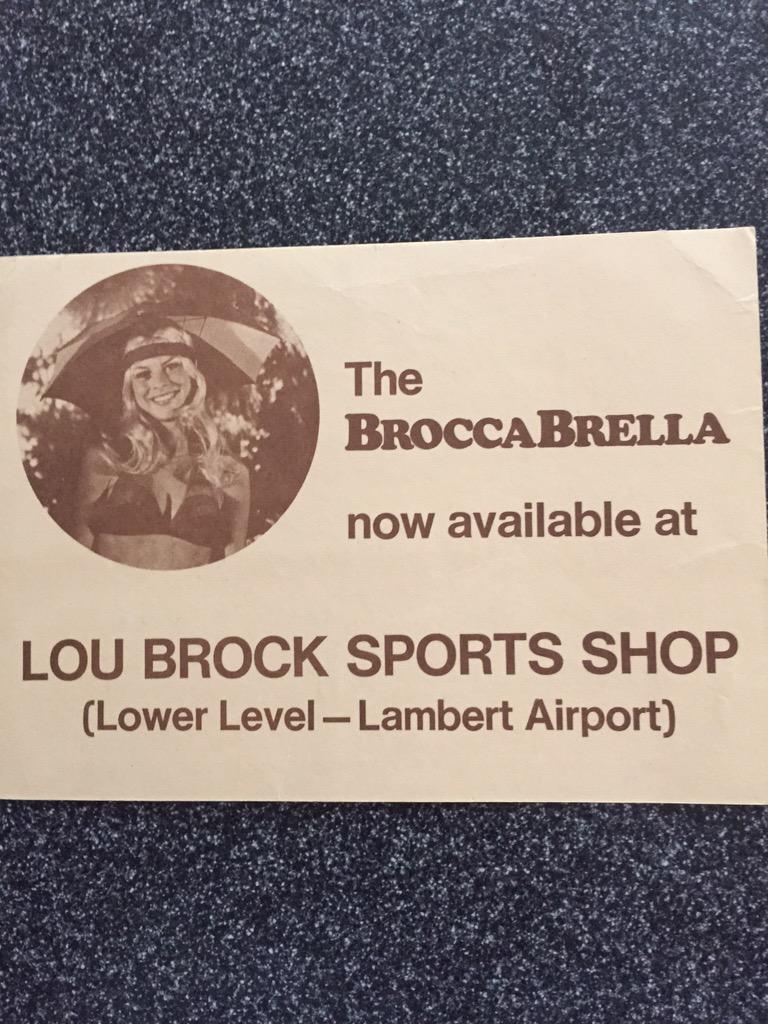 The
BROCCABRELLA
now available at
LOU BROCK SPORTS SHOP
(Lower Level—Lambert Airport)